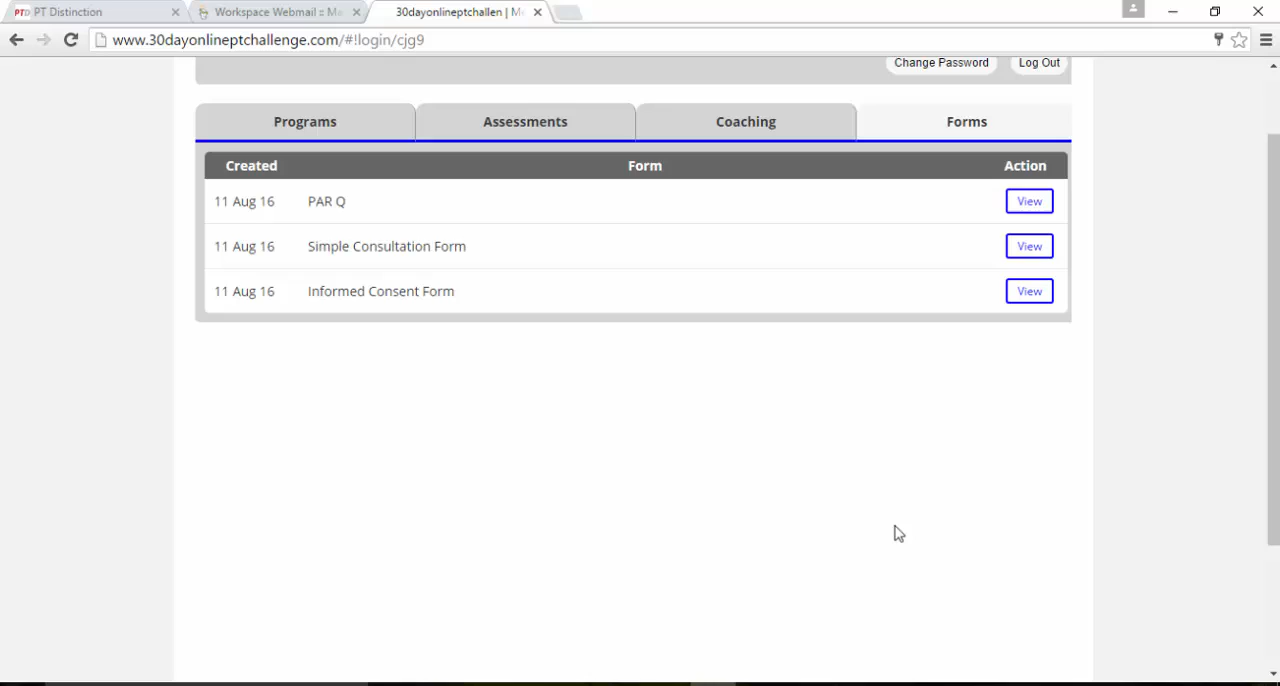 PTD PT Distinction
Workspace Webmail :: Ma
30dayonlineptchallen | M
www.30dayonlineptchallenge.com/#!login/cjg9
Change Password Log Out
Programs Assessments Coaching Forms
Created Form Action
11 Aug 16 PAR Q View
11 Aug 16 Simple Consultation Form View
11 Aug 16 Informed Consent Form View